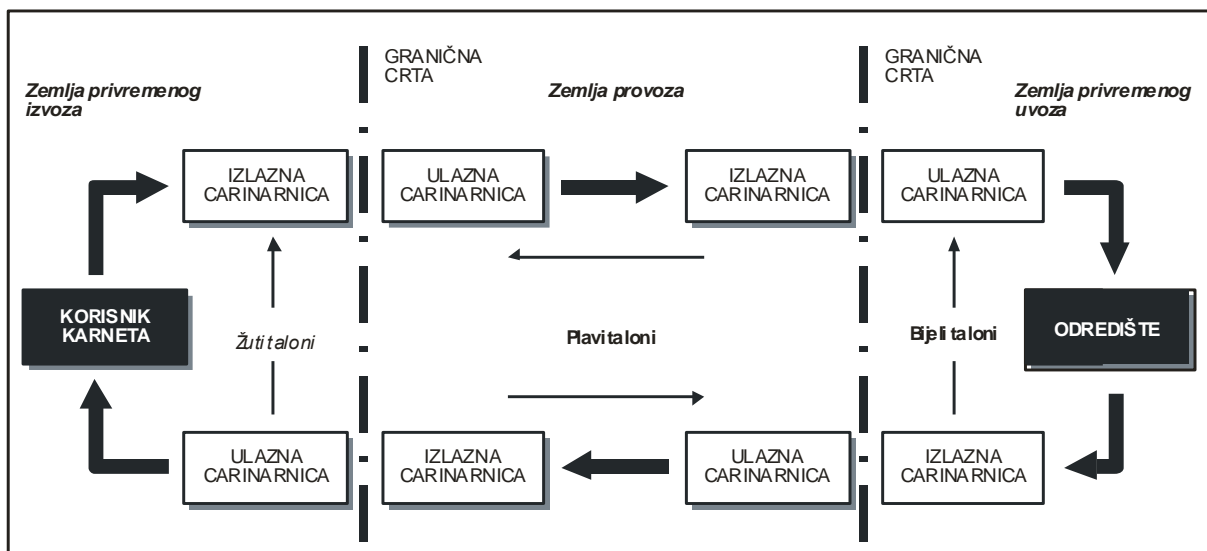 GRANIČNA
CRTA
GRANIČNA
CRTA
Zemlja privremenog
izvoza
Zemlja provoza
Zemlja privremenog
uvoza
IZLAZNA
CARINARNICA
ULAZNA
CARINARNICA
IZLAZNA
CARINARNICA
ULAZNA
CARINARNICA
KORISNIK
KARNETA
Žuti taloni
Plavi taloni
Bijeli taloni
ODREDIŠTE
ULAZNA
CARINARNICA
IZLAZNA
CARINARNICA
ULAZNA
CARINARNICA
IZLAZNA
CARINARNICA